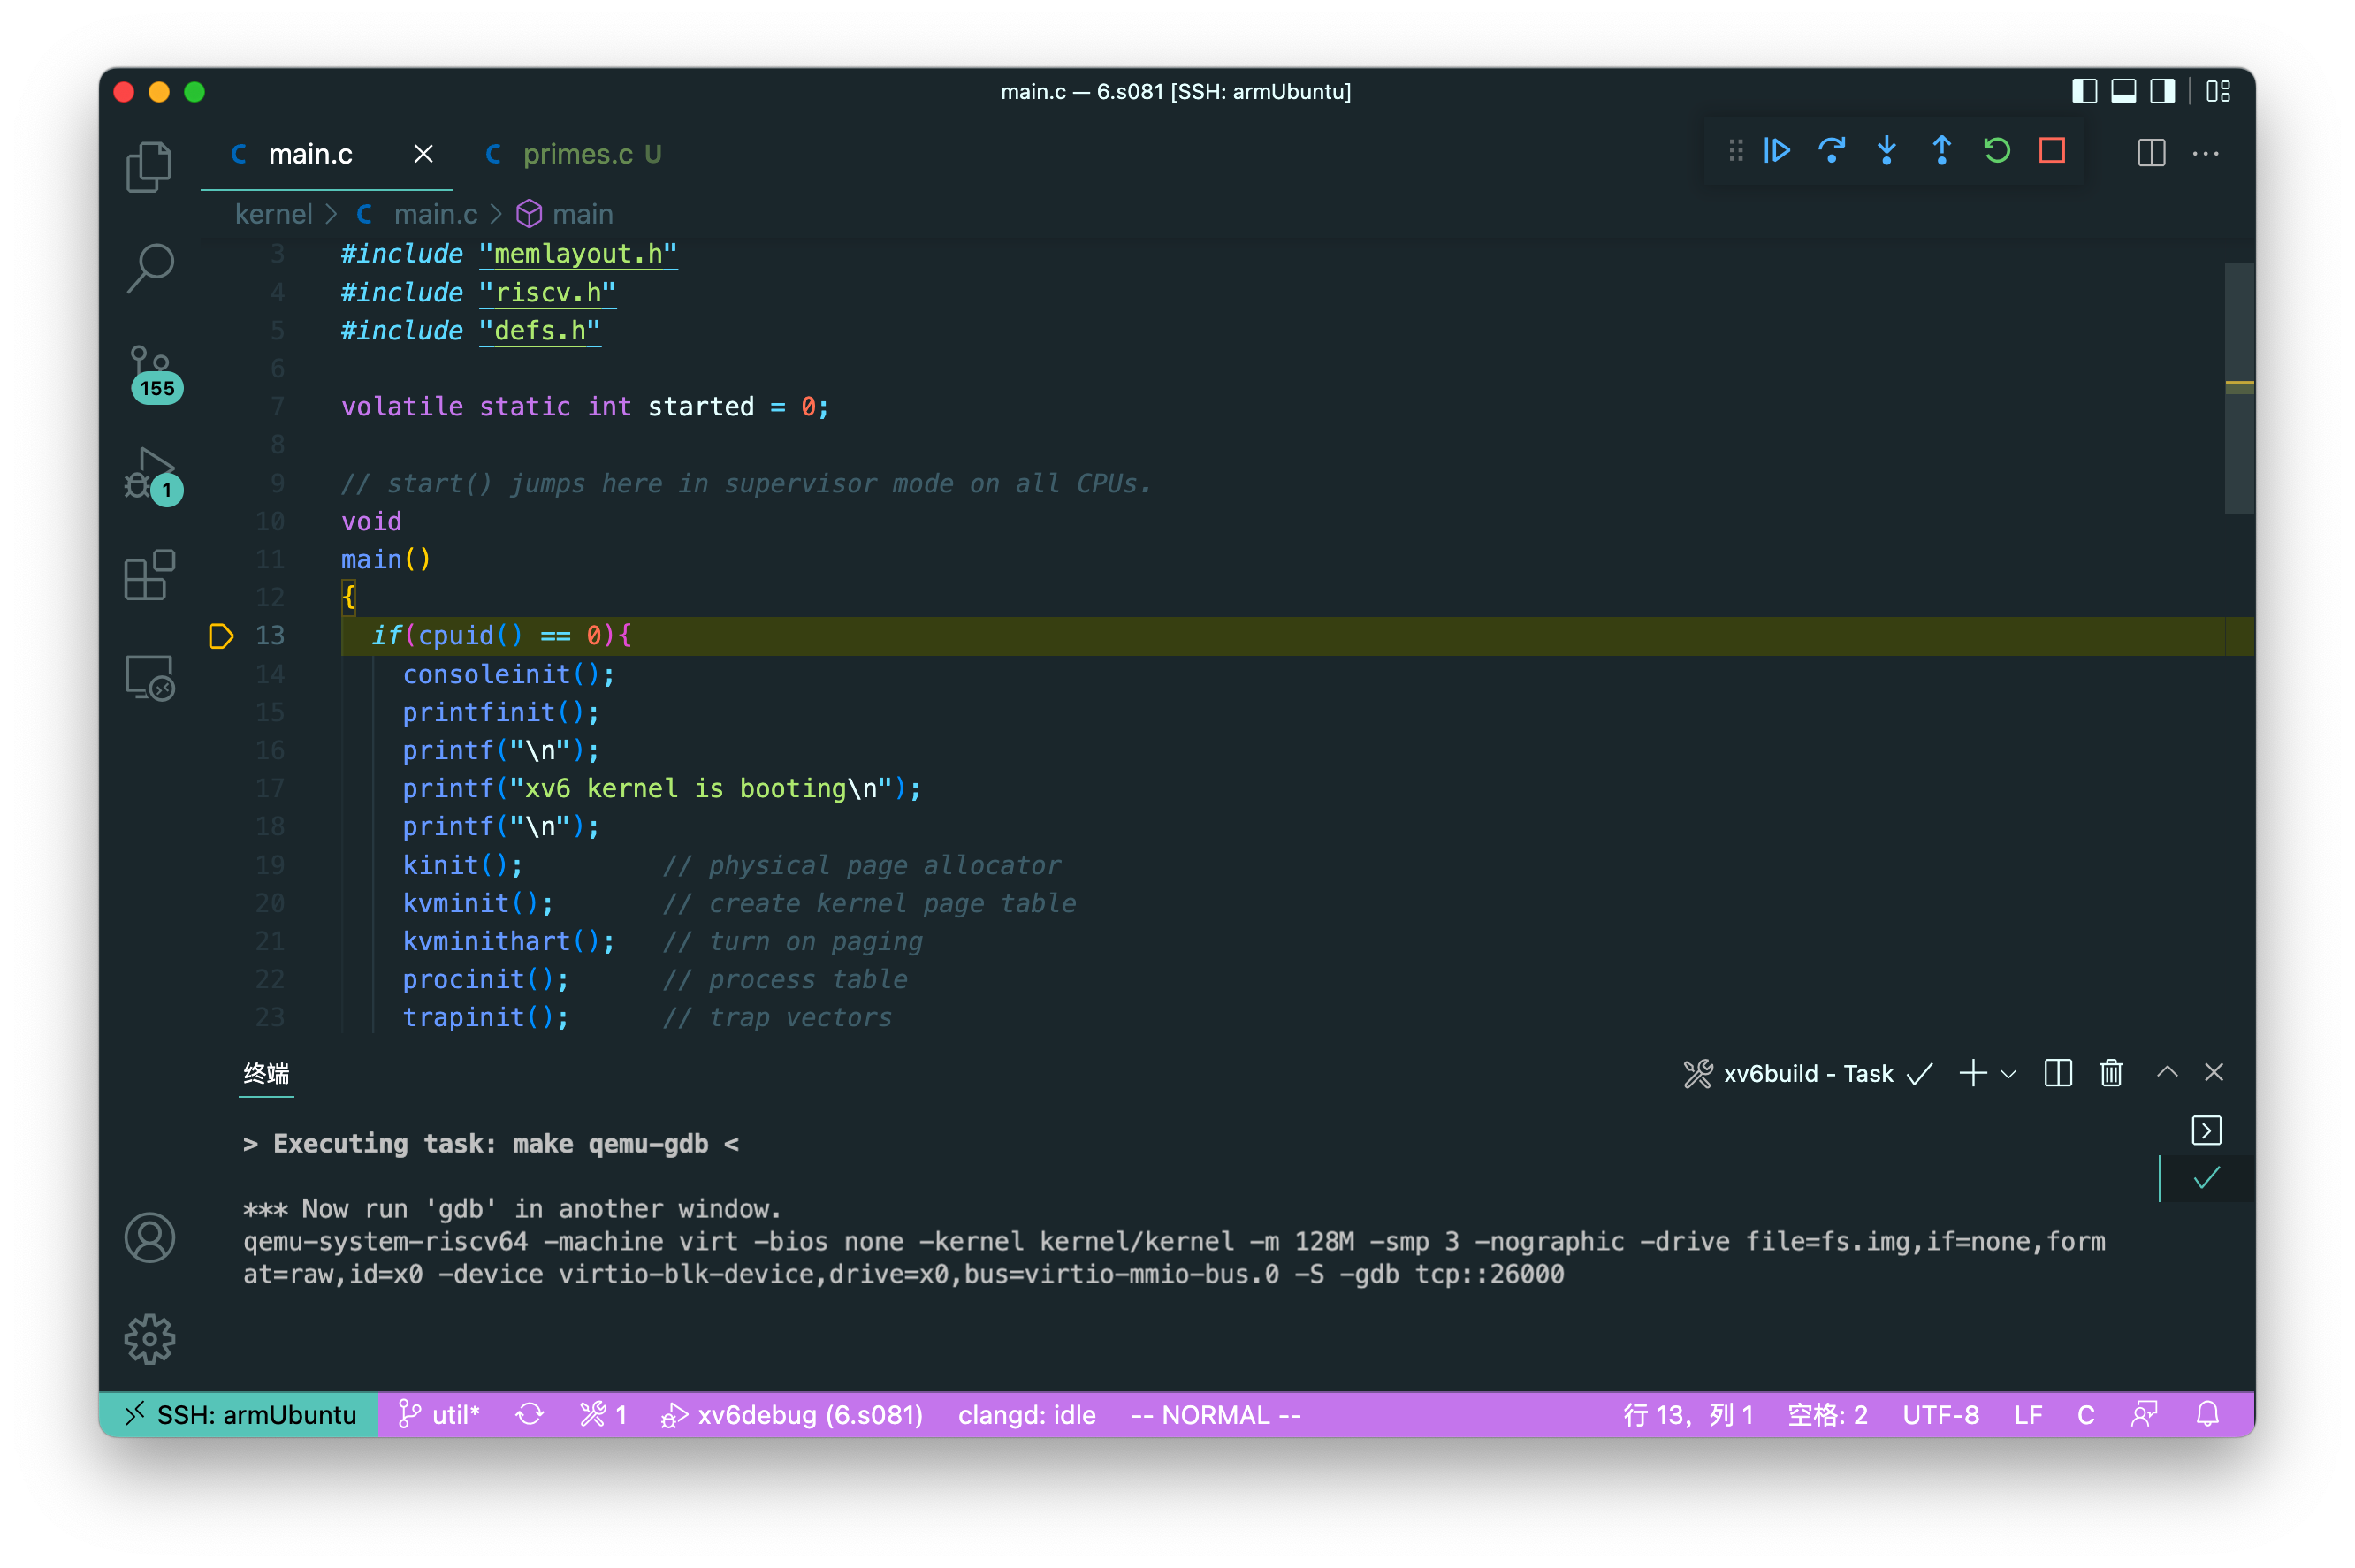 main.c — 6.s081 [SSH: armUbuntu]
C main.c C primes.c U
kernel > C main.c > main
3 #include "memlayout.h"
4 #include "riscv.h"
5 #include "defs.h"
6
7 volatile static int started = 0;
8
9 // start() jumps here in supervisor mode on all CPUs.
10 void
11 main()
12 {
13 if(cpuid() == 0){
14 consoleinit();
15 printfinit();
16 printf("\n");
17 printf("xv6 kernel is booting\n");
18 printf("\n");
19 kinit(); // physical page allocator
20 kvminit(); // create kernel page table
21 kvminithart(); // turn on paging
22 procinit(); // process table
23 trapinit(); // trap vectors
155
1
终端
xv6build - Task
> Executing task: make qemu-gdb <
*** Now run 'gdb' in another window.
qemu-system-riscv64 -machine virt -bios none -kernel kernel/kernel -m 128M -smp 3 -nographic -drive file=fs.img,if=none,form
at=raw,id=x0 -device virtio-blk-device,drive=x0,bus=virtio-mmio-bus.0 -S -gdb tcp::26000
SSH: armUbuntu util* 1 xv6debug (6.s081) clangd: idle -- NORMAL -- 行 13，列 1 空格: 2 UTF-8 LF C